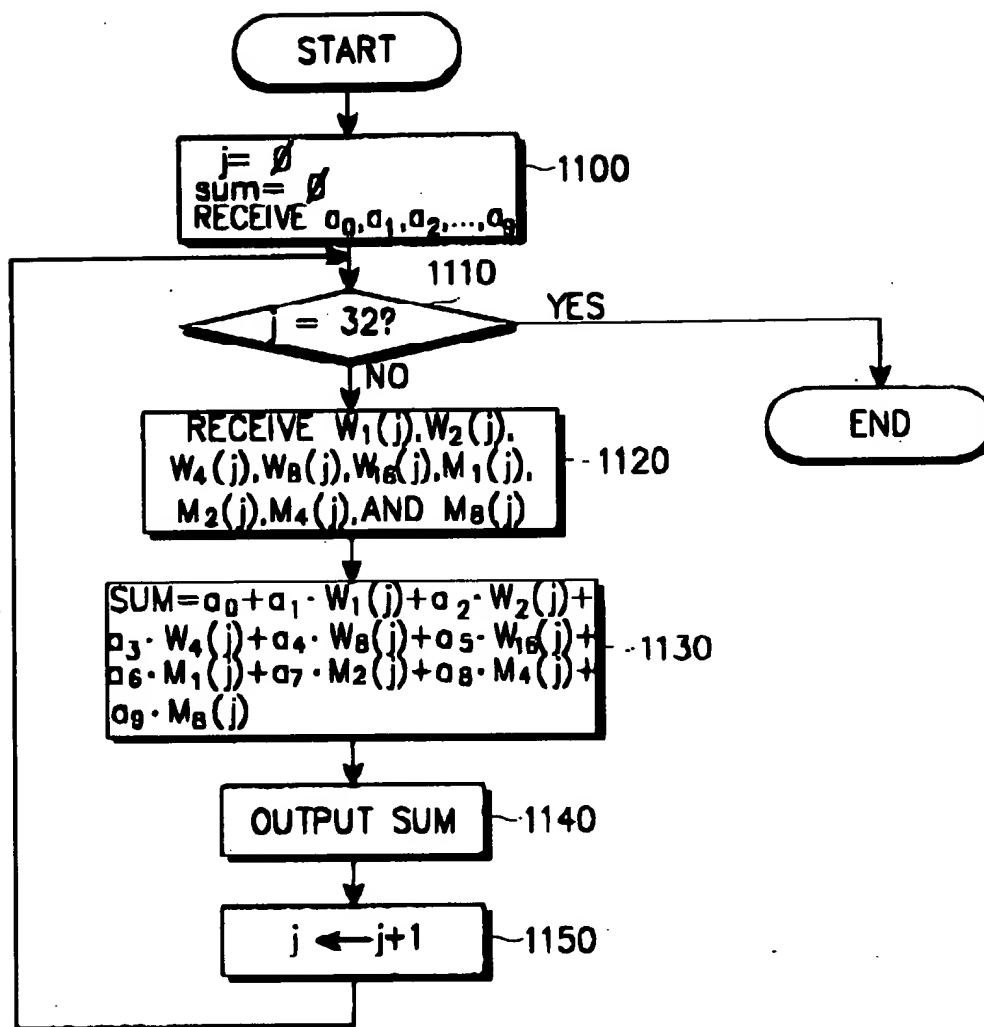 START
j= Ø
sum= Ø
RECEIVE a₀,a₁,a₂,...,a₉
1100
1110
j = 32?
YES
NO
END
RECEIVE W₁(j),W₂(j),
W₄(j),W₈(j),W₁₆(j),M₁(j),
M₂(j),M₄(j),AND M₈(j)
1120
SUM=a₀+a₁·W₁(j)+a₂·W₂(j)+
a₃·W₄(j)+a₄·W₈(j)+a₅·W₁₆(j)+
a₆·M₁(j)+a₇·M₂(j)+a₈·M₄(j)+
a₉·M₈(j)
1130
OUTPUT SUM
1140
j ← j+1
1150